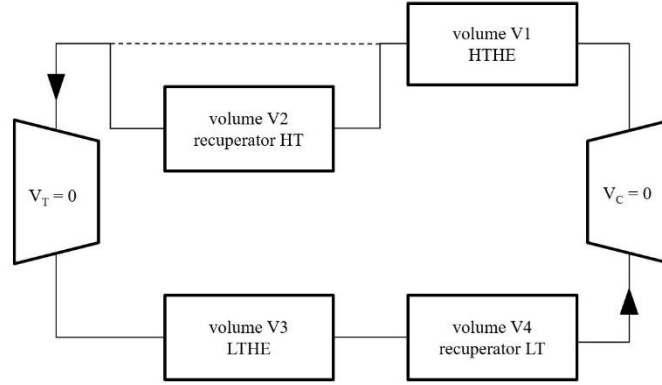 volume V1
HTHE
volume V2
recuperator HT
V_T = 0
V_C = 0
volume V3
LTHE
volume V4
recuperator LT